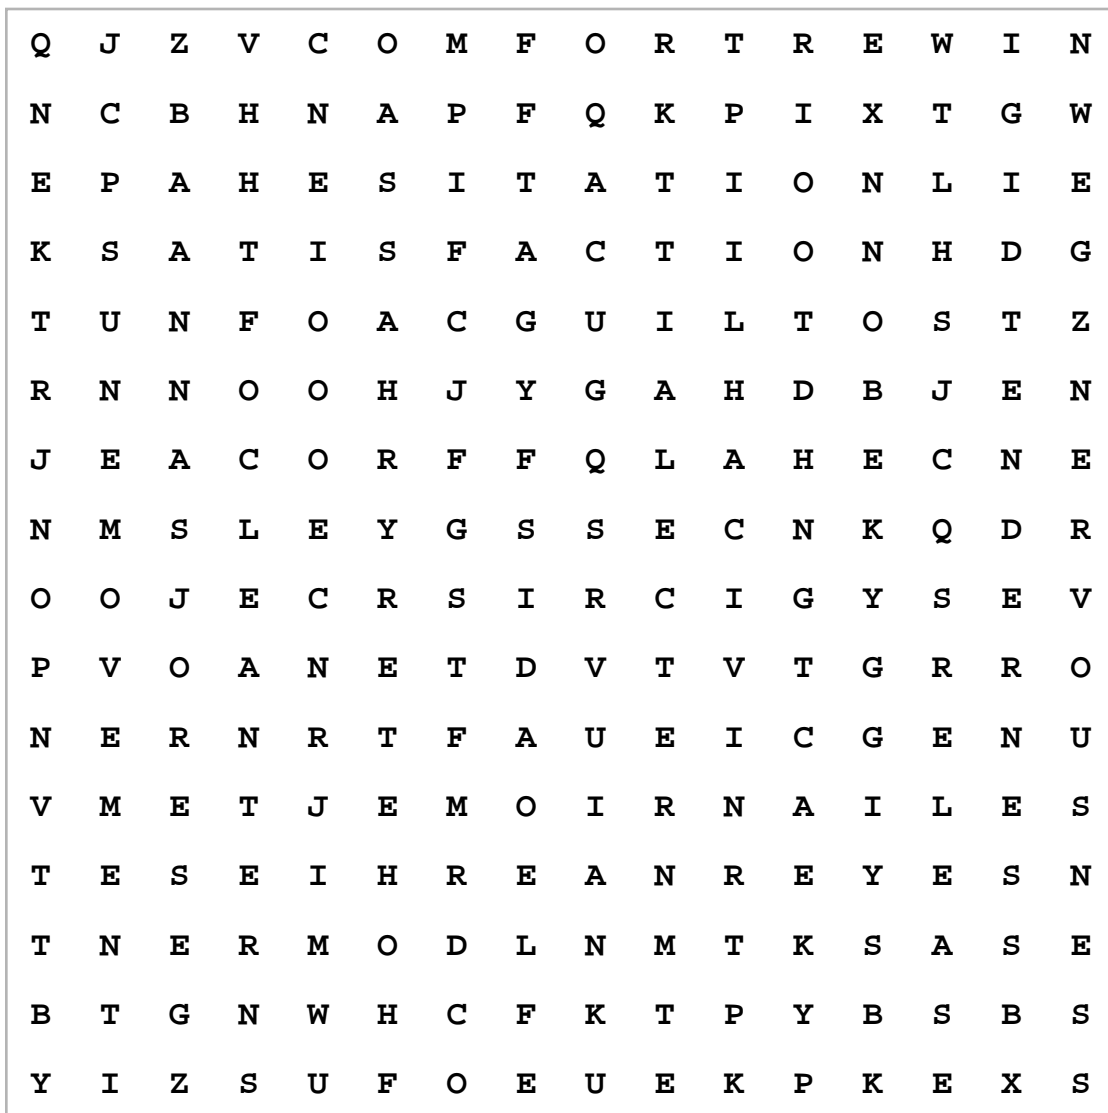 Q J Z V C O M F O R T R E W I N
N C B H N A P F Q K P I X T G W
E P A H E S I T A T I O N L I E
K S A T I S F A C T I O N H D G
T U N F O A C G U I L T O S T Z
R N N O O H J Y G A H D B J E N
J E A C O R F F Q L A H E C N E
N M S L E Y G S S E C N K Q D R
O O J E C R S I R C I G Y S E V
P V O A N E T D V T V T G R R O
N E R N R T F A U E I C G E N U
V M E T J E M O I R N A I L E S
T E S E I H R E A N R E Y E S N
T N E R M O D L N M T K S A S E
B T G N W H C F K T P Y B S B S
Y I Z S U F O E U E K P K E X S